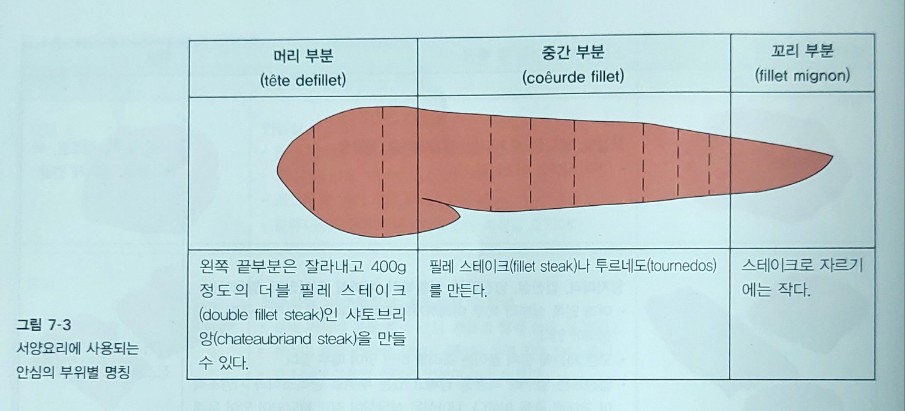 머리 부분
(tête defillet)
중간 부분
(coêurde fillet)
꼬리 부분
(fillet mignon)
왼쪽 끝부분은 잘라내고 400g
정도의 더블 필레 스테이크
(double fillet steak)인 샤토브리
앙(chateaubriand steak)을 만들
수 있다.
필레 스테이크(fillet steak)나 투르네도(tournedos)
를 만든다.
스테이크로 자르기
에는 작다.
그림 7-3
서양요리에 사용되는
안심의 부위별 명칭